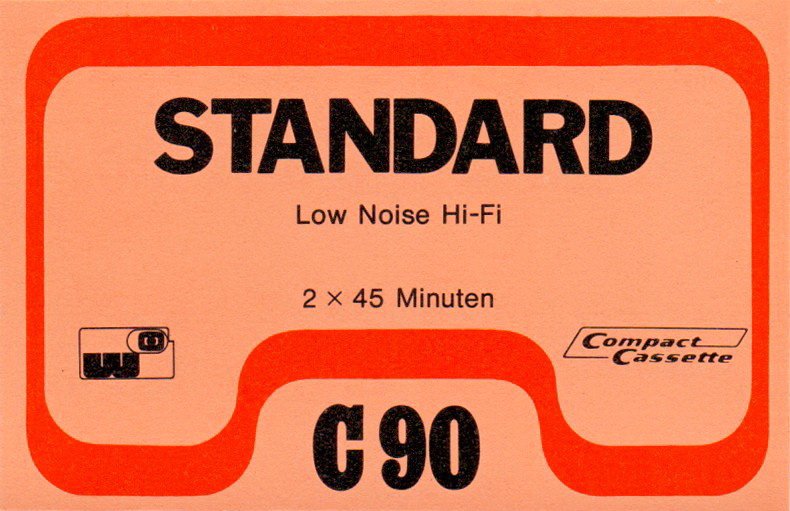 STANDARD
Low Noise Hi-Fi
2 × 45 Minuten
Compact
Cassette
C 90